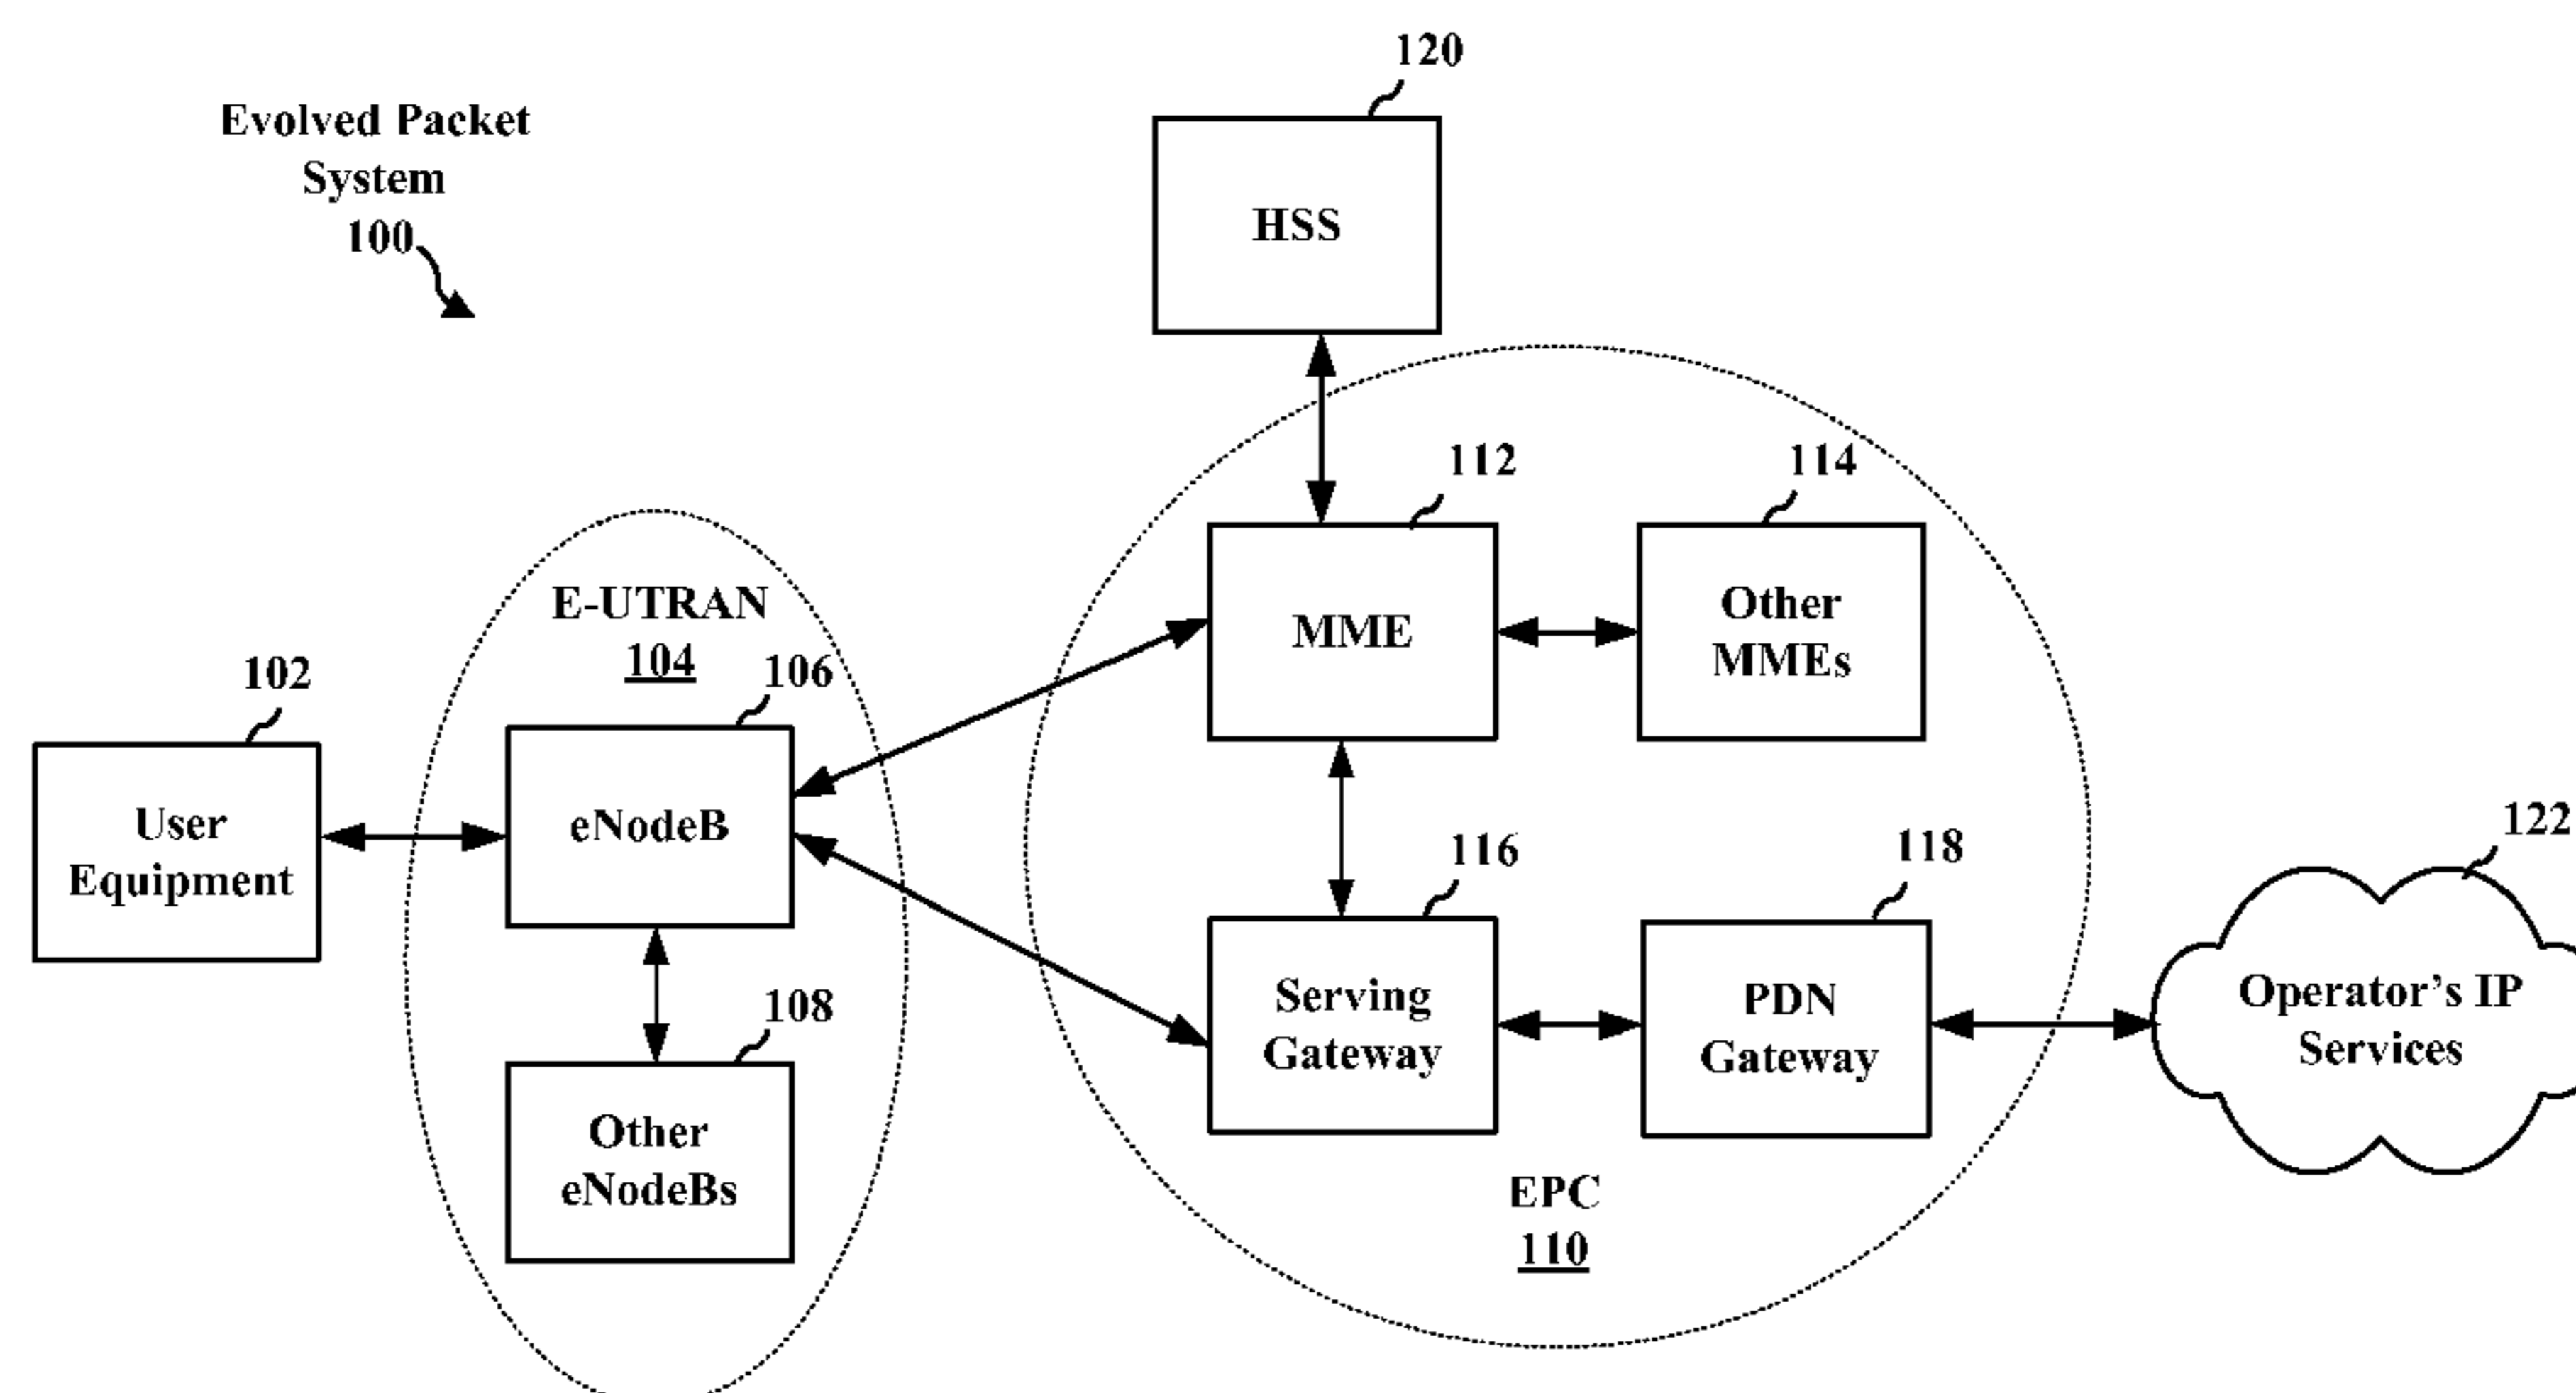 Evolved Packet
System
100
120
HSS
112
114
MME
Other
MMEs
E-UTRAN
104
106
102
User
Equipment
eNodeB
108
Other
eNodeBs
116
118
Serving
Gateway
PDN
Gateway
EPC
110
122
Operator’s IP
Services